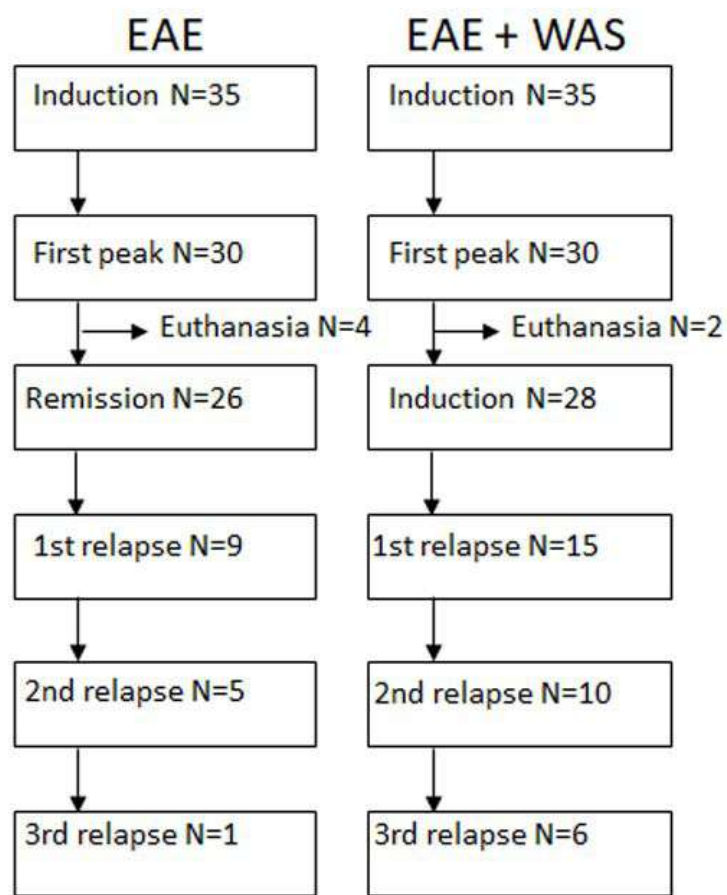 EAE
Induction N=35
First peak N=30
Euthanasia N=4
Remission N=26
1st relapse N=9
2nd relapse N=5
3rd relapse N=1
EAE + WAS
Induction N=35
First peak N=30
Euthanasia N=2
Induction N=28
1st relapse N=15
2nd relapse N=10
3rd relapse N=6